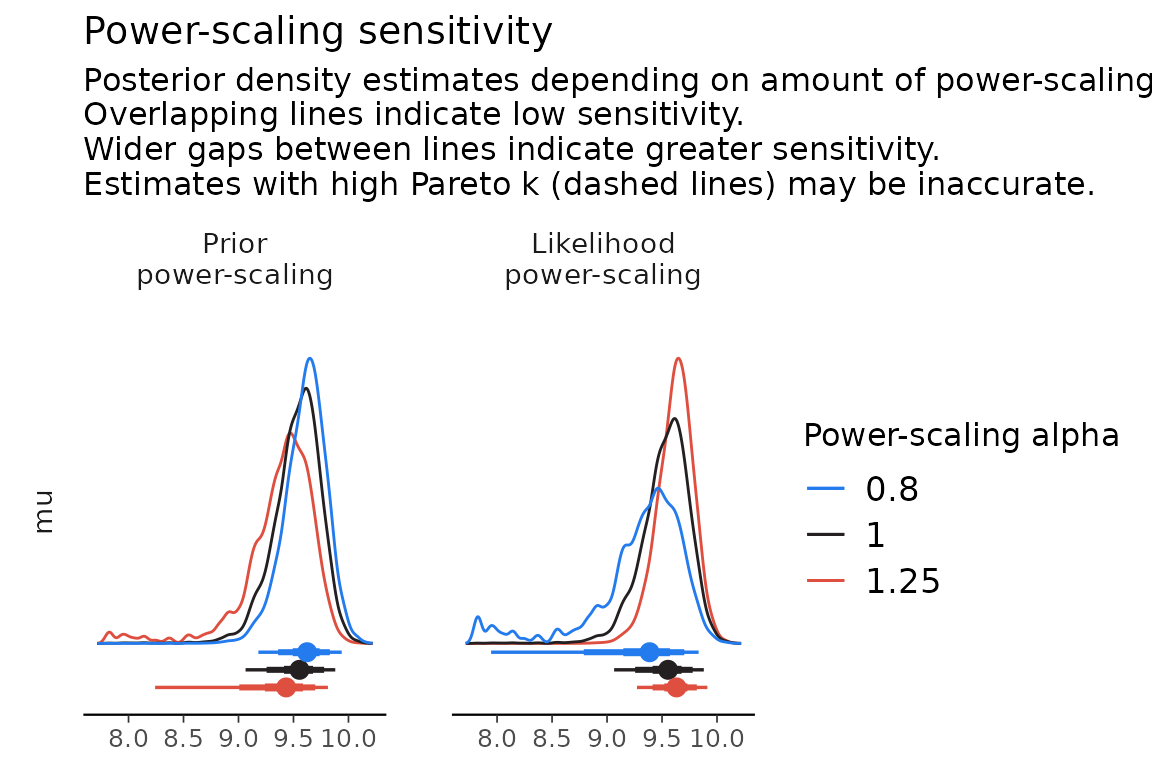 Power-scaling sensitivity
Posterior density estimates depending on amount of power-scaling
Overlapping lines indicate low sensitivity.
Wider gaps between lines indicate greater sensitivity.
Estimates with high Pareto k (dashed lines) may be inaccurate.
Prior
power-scaling
Likelihood
power-scaling
mu
Power-scaling alpha
0.8
1
1.25
8.0 8.5 9.0 9.5 10.0
8.0 8.5 9.0 9.5 10.0